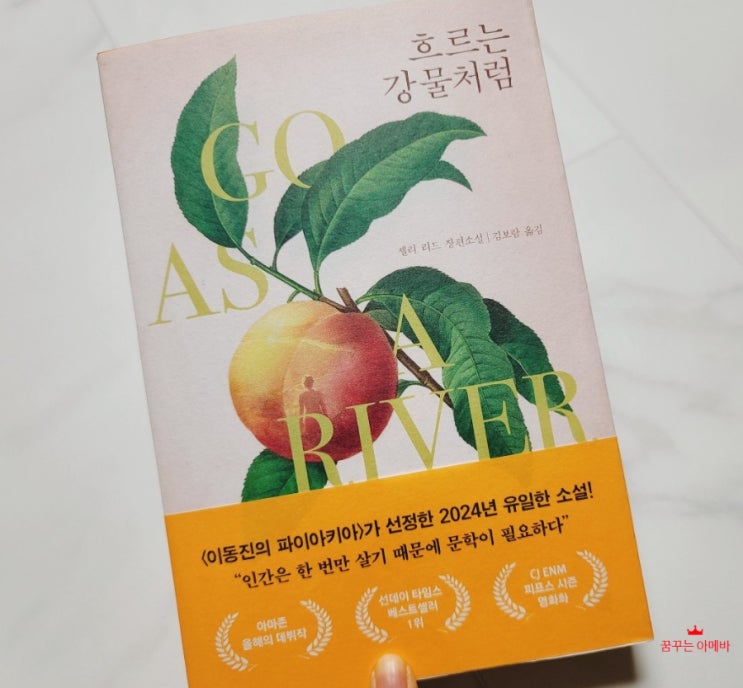 흐르는
강물처럼
GO
AS
A
RIVER
셸리 리드 장편소설 | 김보람 옮김
〈이동진의 파이아키아〉가 선정한 2024년 유일한 소설!
“인간은 한 번만 살기 때문에 문학이 필요하다”
아마존
올해의 데뷔작
선데이 타임스
베스트셀러
1위
CJ ENM
피프스 시즌
영화화
꿈꾸는 아메바